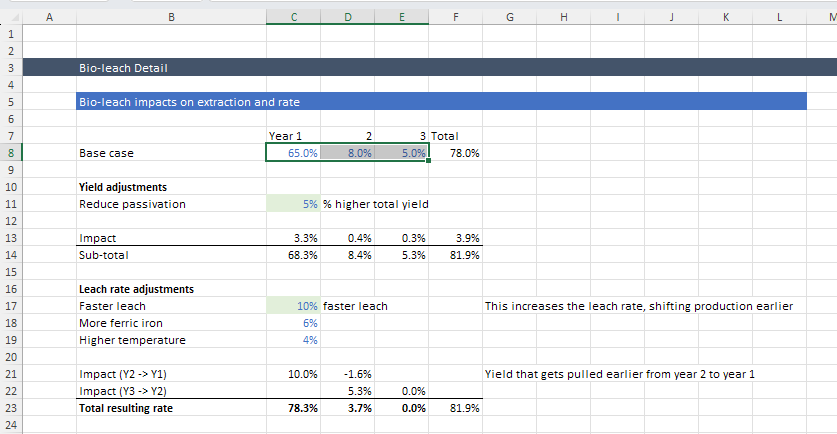 A B C D E F G H I J K L M
1
2
3 Bio-leach Detail
4
5 Bio-leach impacts on extraction and rate
6
7 Year 1 2 3 Total
8 Base case 65.0% 8.0% 5.0% 78.0%
9
10 Yield adjustments
11 Reduce passivation 5% % higher total yield
12
13 Impact 3.3% 0.4% 0.3% 3.9%
14 Sub-total 68.3% 8.4% 5.3% 81.9%
15
16 Leach rate adjustments
17 Faster leach 10% faster leach This increases the leach rate, shifting production earlier
18 More ferric iron 6%
19 Higher temperature 4%
20
21 Impact (Y2 -> Y1) 10.0% -1.6% Yield that gets pulled earlier from year 2 to year 1
22 Impact (Y3 -> Y2) 5.3% 0.0%
23 Total resulting rate 78.3% 3.7% 0.0% 81.9%
24